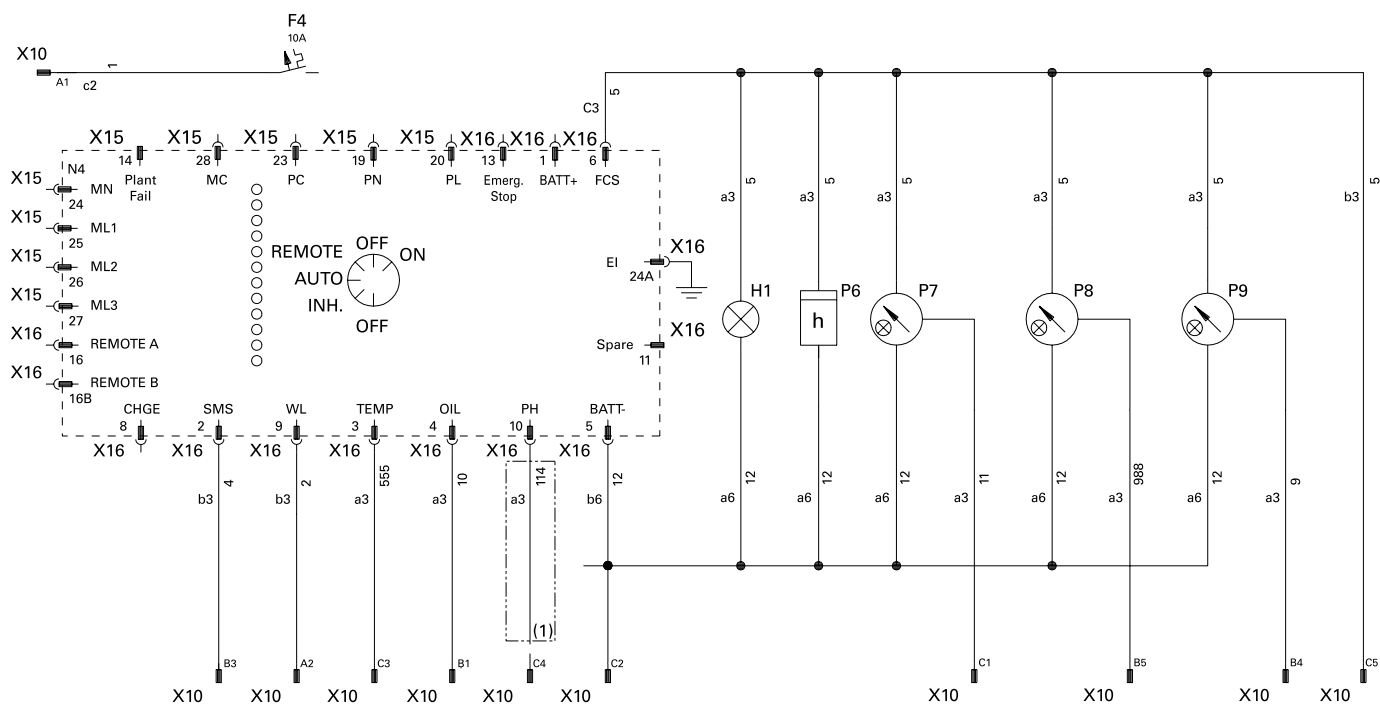 F4
10A
X10
A1
c2
1
C3
5
X15
X15
X15
X15
X15
X16
X16
X16
14
28
23
19
20
13
1
6
Plant
Fail
MC
PC
PN
PL
Emerg.
Stop
BATT+
FCS
N4
X15
MN
24
X15
ML1
25
X15
ML2
26
X15
ML3
27
X16
REMOTE A
16
X16
REMOTE B
16B
REMOTE
OFF
ON
AUTO
INH.
OFF
EI
X16
24A
X16
Spare
11
a3
5
a3
5
a3
5
a3
5
a3
5
b3
5
H1
P6
h
P7
P8
P9
CHGE
SMS
WL
TEMP
OIL
PH
BATT-
8
2
9
3
4
10
5
X16
X16
X16
X16
X16
X16
X16
b3
4
b3
2
a3
555
a3
10
a3
114
b6
12
a6
12
a6
12
a6
12
a3
11
a6
12
a3
988
a6
12
a3
9
(1)
B3
A2
C3
B1
C4
C2
C1
B5
B4
C5
X10
X10
X10
X10
X10
X10
X10
X10
X10
X10